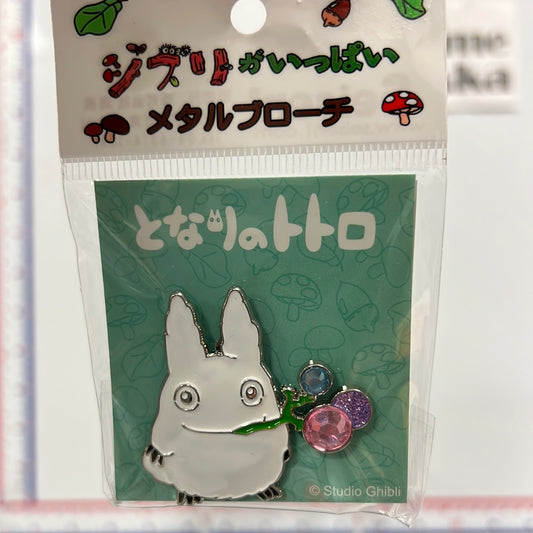 ジブリがいっぱい
メタルブローチ
となりのトトロ
© Studio Ghibli